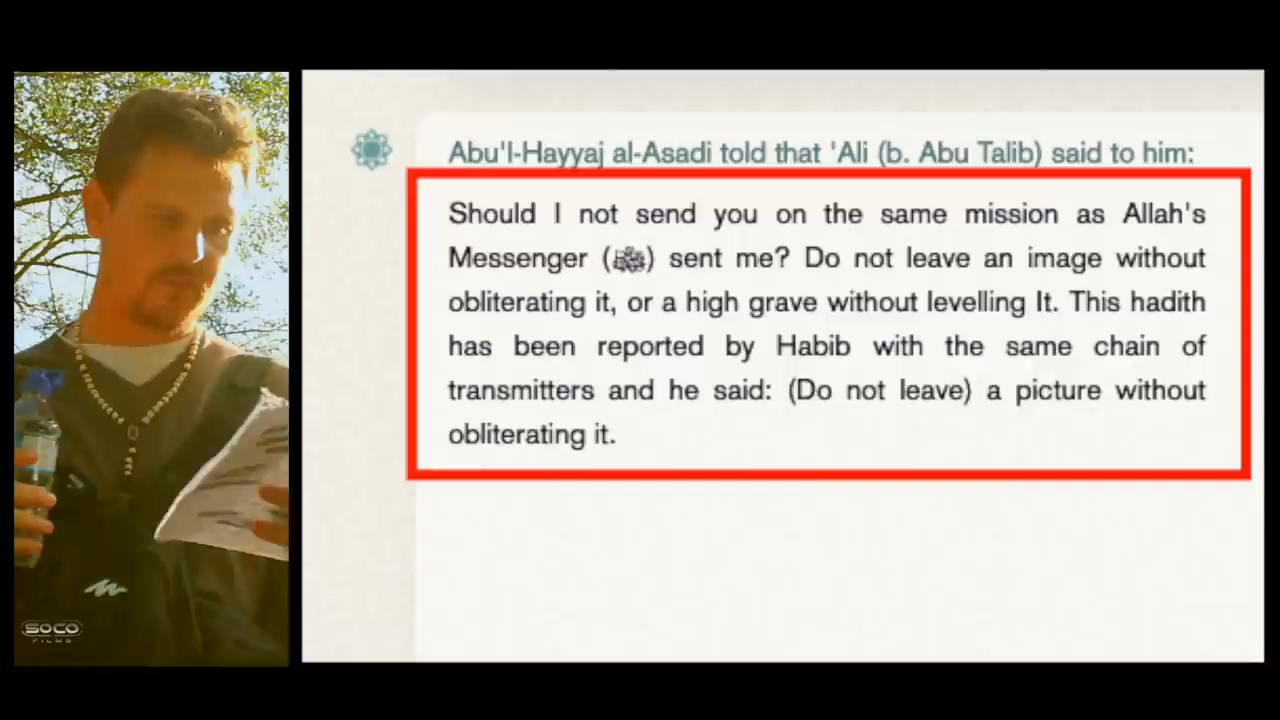 Abu'l-Hayyaj al-Asadi told that 'Ali (b. Abu Talib) said to him:
Should I not send you on the same mission as Allah's
Messenger (ﷺ) sent me? Do not leave an image without
obliterating it, or a high grave without levelling It. This hadith
has been reported by Habib with the same chain of
transmitters and he said: (Do not leave) a picture without
obliterating it.
SOCO
FILMS